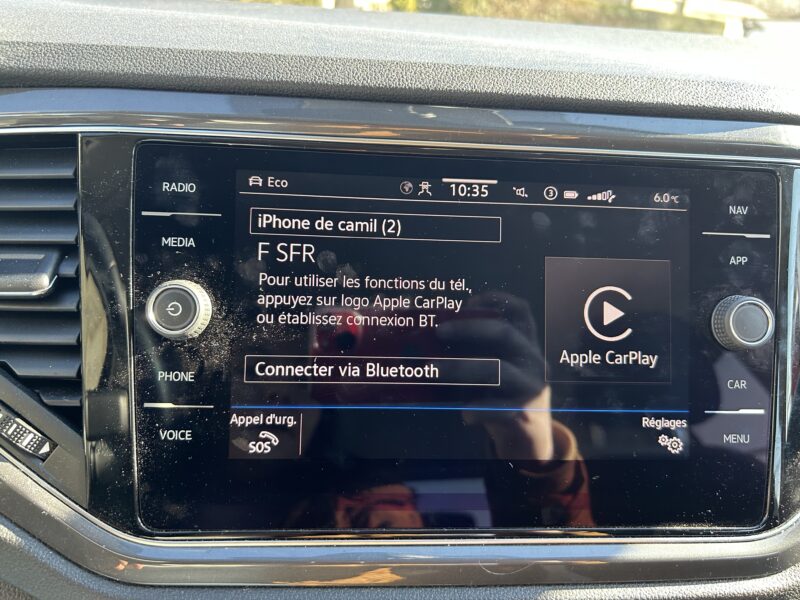 RADIO
MEDIA
PHONE
VOICE
Eco
10:35
3
6.0 °C
iPhone de camil (2)
F SFR
Pour utiliser les fonctions du tél.,
appuyez sur logo Apple CarPlay
ou établissez connexion BT.
Connecter via Bluetooth
Apple CarPlay
Appel d'urg.
SOS
Réglages
NAV
APP
CAR
MENU